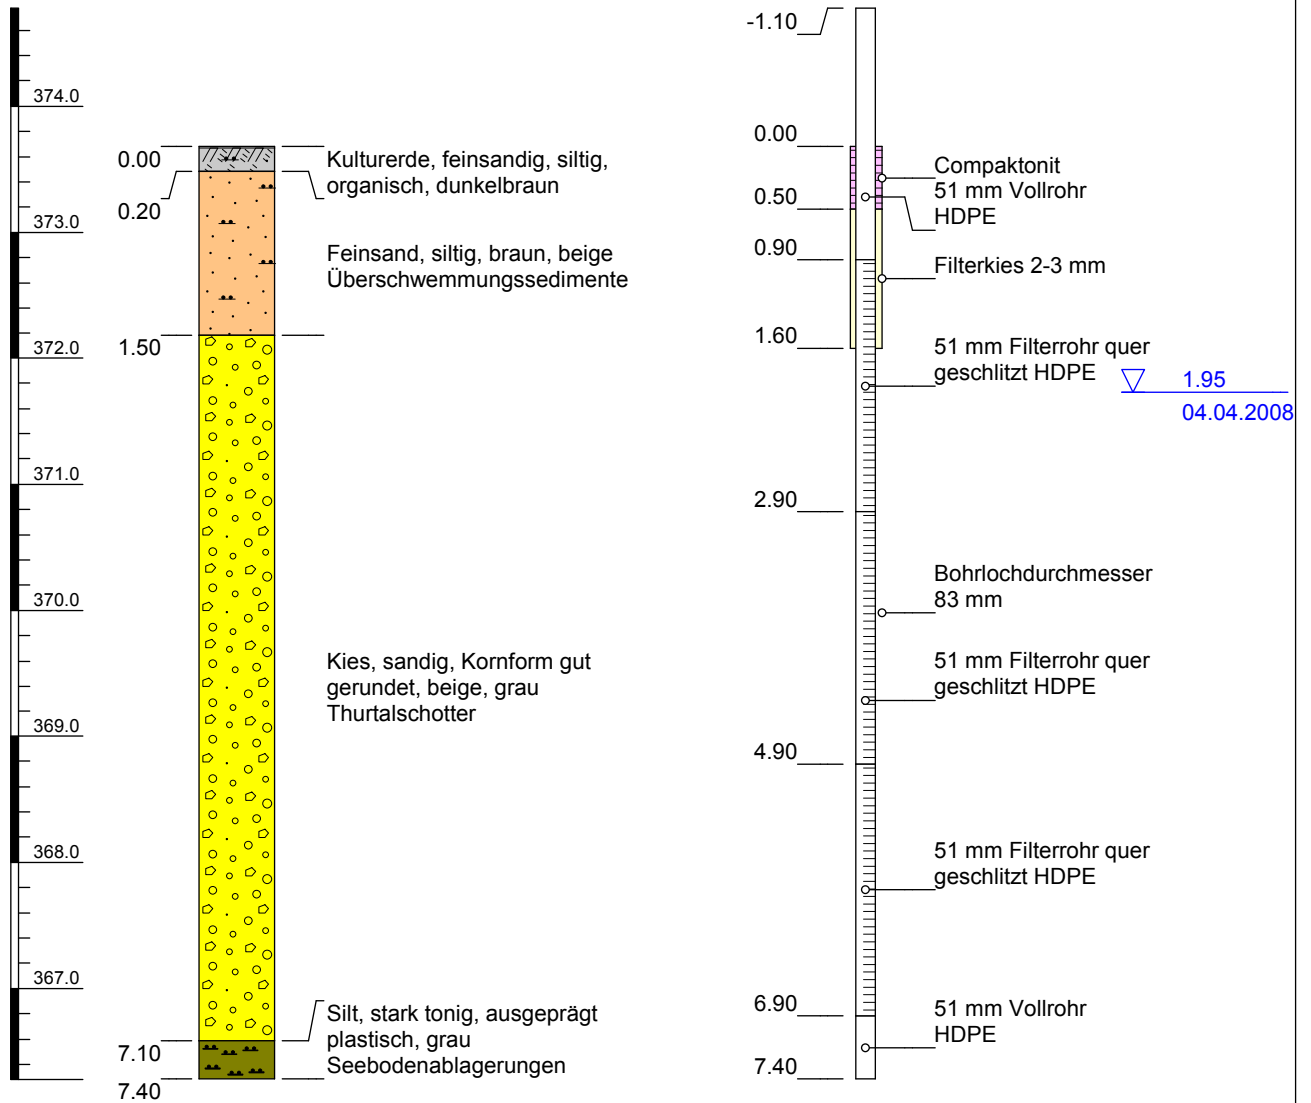 374.0
373.0
372.0
371.0
370.0
369.0
368.0
367.0
0.00
0.20
1.50
7.10
7.40
Kulturerde, feinsandig, siltig,
organisch, dunkelbraun
Feinsand, siltig, braun, beige
Überschwemmungssedimente
Kies, sandig, Kornform gut
gerundet, beige, grau
Thurtalschotter
Silt, stark tonig, ausgeprägt
plastisch, grau
Seebodenablagerungen
-1.10
0.00
0.50
0.90
1.60
2.90
4.90
6.90
7.40
Compaktonit
51 mm Vollrohr
HDPE
Filterkies 2-3 mm
51 mm Filterrohr quer
geschlitzt HDPE
Bohrlochdurchmesser
83 mm
51 mm Filterrohr quer
geschlitzt HDPE
51 mm Filterrohr quer
geschlitzt HDPE
51 mm Vollrohr
HDPE
1.95
04.04.2008